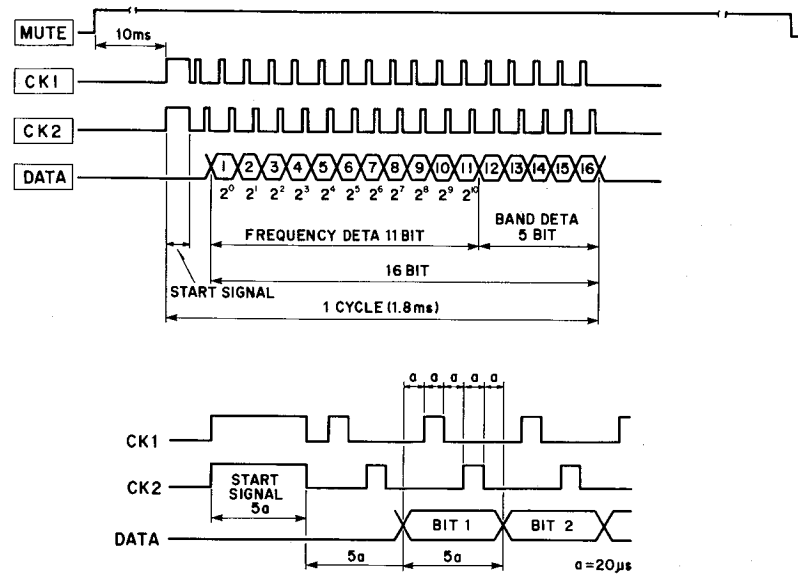 MUTE
10ms
CK1
CK2
DATA
1 2 3 4 5 6 7 8 9 10 11 12 13 14 15 16
2⁰ 2¹ 2² 2³ 2⁴ 2⁵ 2⁶ 2⁷ 2⁸ 2⁹ 2¹⁰
FREQUENCY DETA 11 BIT
BAND DETA
5 BIT
16 BIT
START SIGNAL
1 CYCLE (1.8ms)
a a a a a
CK1
CK2
START
SIGNAL
5a
DATA
BIT 1
BIT 2
5a
5a
a=20μs